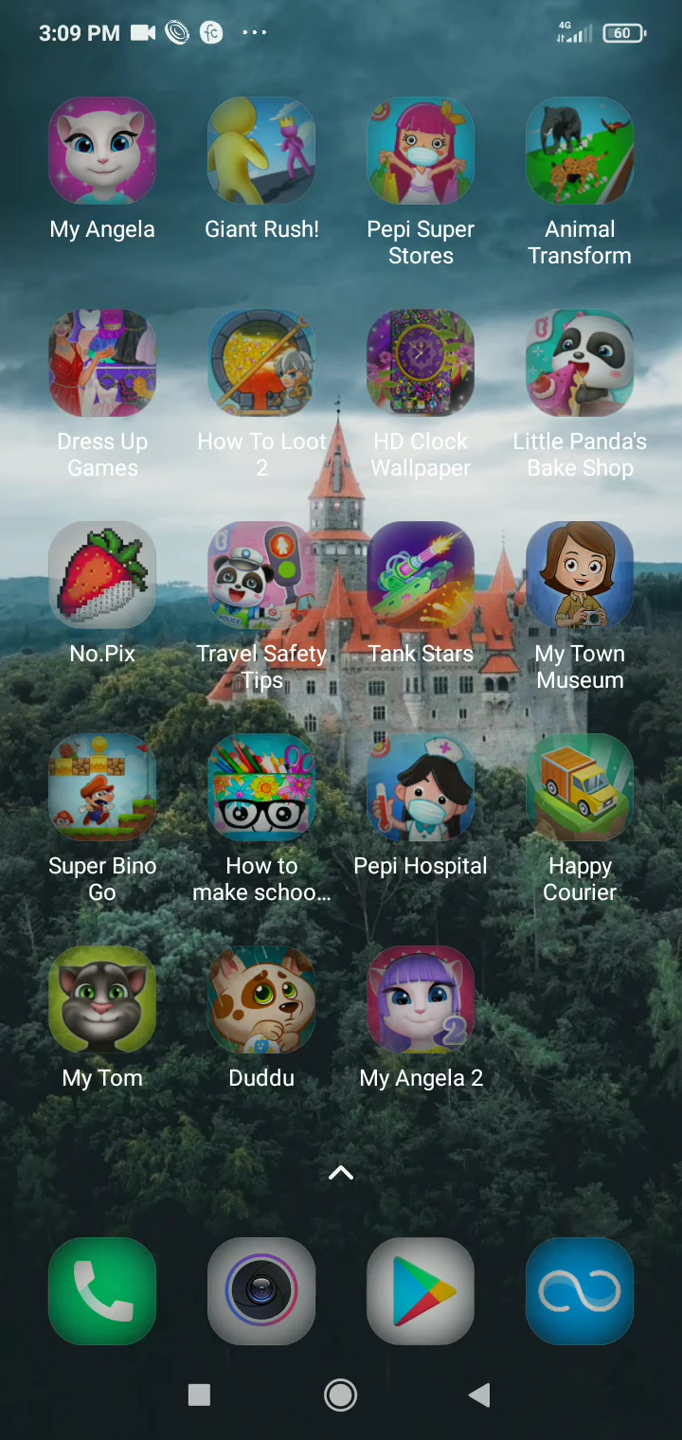 3:09 PM
4G
60
My Angela
Giant Rush!
Pepi Super
Stores
Animal
Transform
Dress Up
Games
How To Loot
2
HD Clock
Wallpaper
Little Panda's
Bake Shop
No.Pix
Travel Safety
Tips
Tank Stars
My Town
Museum
Super Bino
Go
How to
make schoo...
Pepi Hospital
Happy
Courier
My Tom
Duddu
2
My Angela 2